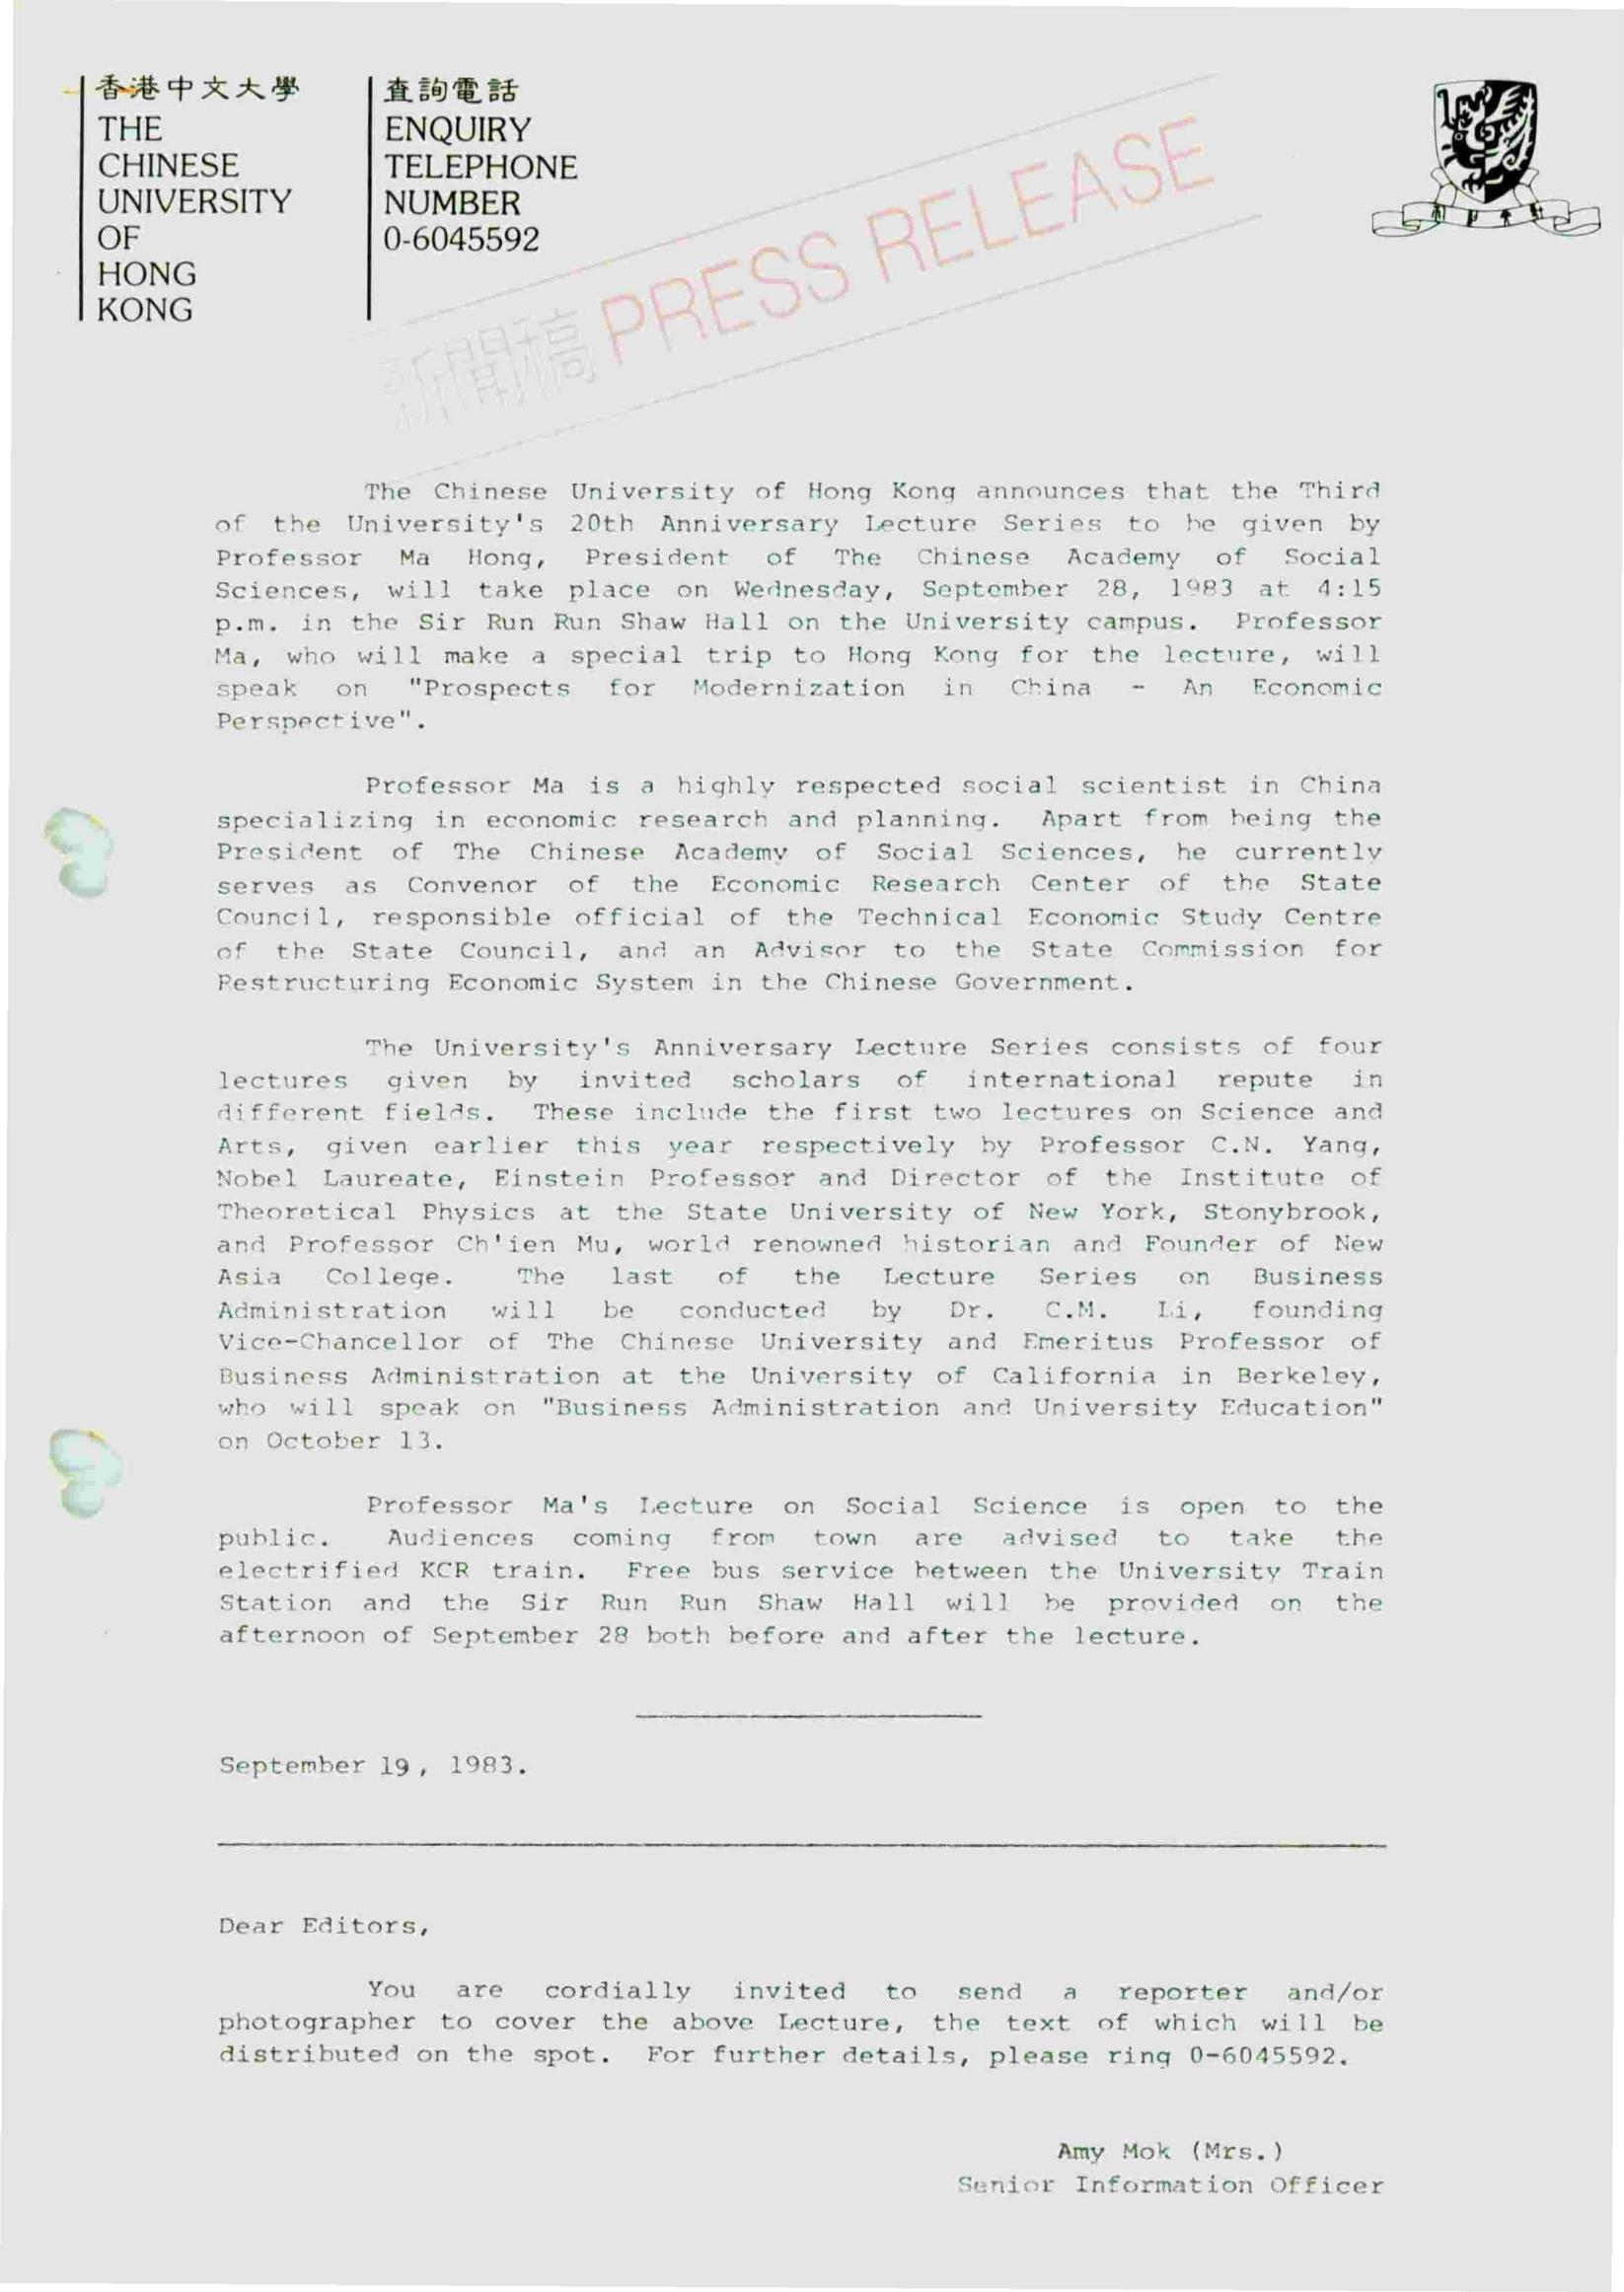 香港中文大學
THE
CHINESE
UNIVERSITY
OF
HONG
KONG
查詢電話
ENQUIRY
TELEPHONE
NUMBER
0-6045592
新聞稿 PRESS RELEASE
The Chinese University of Hong Kong announces that the Third
of the University's 20th Anniversary Lecture Series to be given by
Professor Ma Hong, President of The Chinese Academy of Social
Sciences, will take place on Wednesday, September 28, 1983 at 4:15
p.m. in the Sir Run Run Shaw Hall on the University campus. Professor
Ma, who will make a special trip to Hong Kong for the lecture, will
speak on "Prospects for Modernization in China - An Economic
Perspective".
Professor Ma is a highly respected social scientist in China
specializing in economic research and planning. Apart from being the
President of The Chinese Academy of Social Sciences, he currently
serves as Convenor of the Economic Research Center of the State
Council, responsible official of the Technical Economic Study Centre
of the State Council, and an Advisor to the State Commission for
Restructuring Economic System in the Chinese Government.
The University's Anniversary Lecture Series consists of four
lectures given by invited scholars of international repute in
different fields. These include the first two lectures on Science and
Arts, given earlier this year respectively by Professor C.N. Yang,
Nobel Laureate, Einstein Professor and Director of the Institute of
Theoretical Physics at the State University of New York, Stonybrook,
and Professor Ch'ien Mu, world renowned historian and Founder of New
Asia College. The last of the Lecture Series on Business
Administration will be conducted by Dr. C.M. Li, founding
Vice-Chancellor of The Chinese University and Emeritus Professor of
Business Administration at the University of California in Berkeley,
who will speak on "Business Administration and University Education"
on October 13.
Professor Ma's Lecture on Social Science is open to the
public. Audiences coming from town are advised to take the
electrified KCR train. Free bus service between the University Train
Station and the Sir Run Run Shaw Hall will be provided on the
afternoon of September 28 both before and after the lecture.
September 19, 1983.
Dear Editors,
You are cordially invited to send a reporter and/or
photographer to cover the above Lecture, the text of which will be
distributed on the spot. For further details, please ring 0-6045592.
Amy Mok (Mrs.)
Senior Information Officer